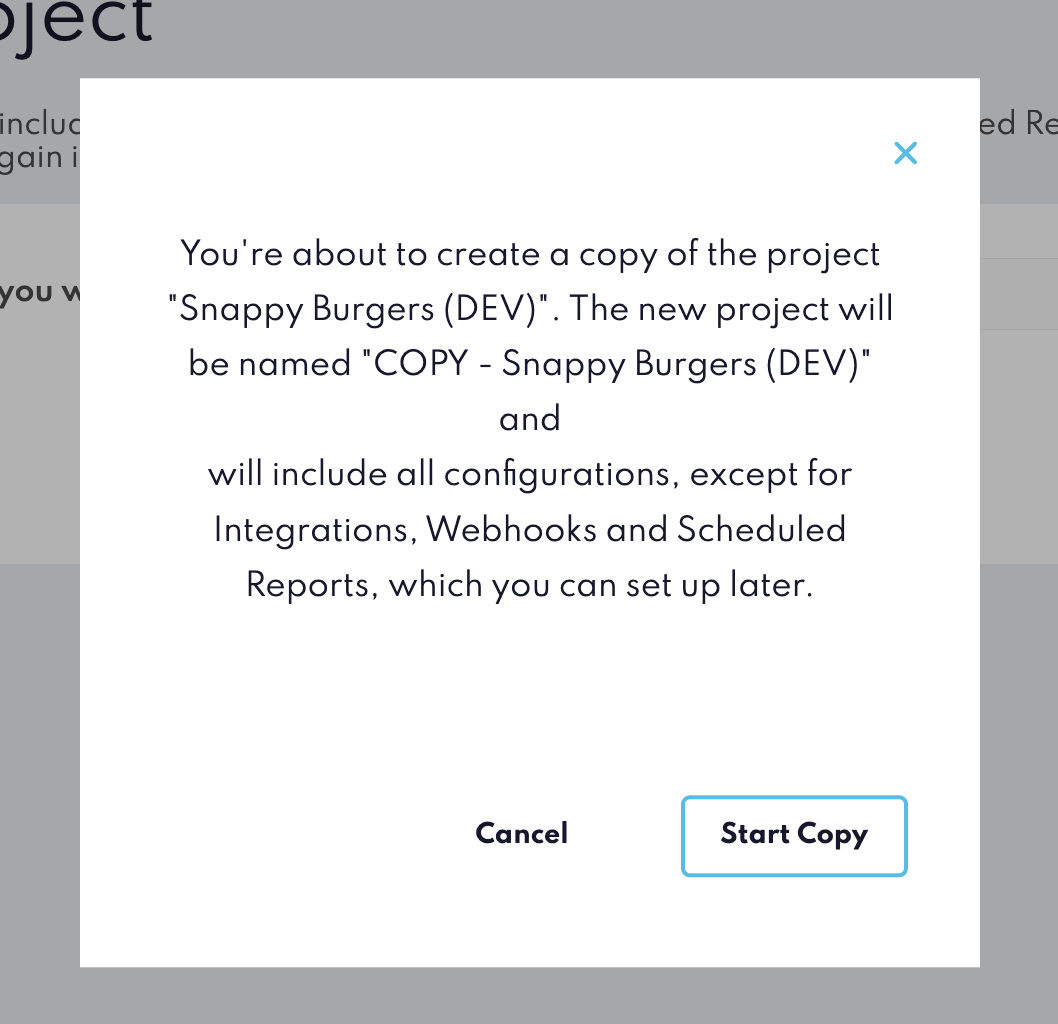 oject
ed Re
gain i
You're about to create a copy of the project
"Snappy Burgers (DEV)". The new project will
be named "COPY - Snappy Burgers (DEV)"
and
will include all configurations, except for
Integrations, Webhooks and Scheduled
Reports, which you can set up later.
you w
Cancel
Start Copy